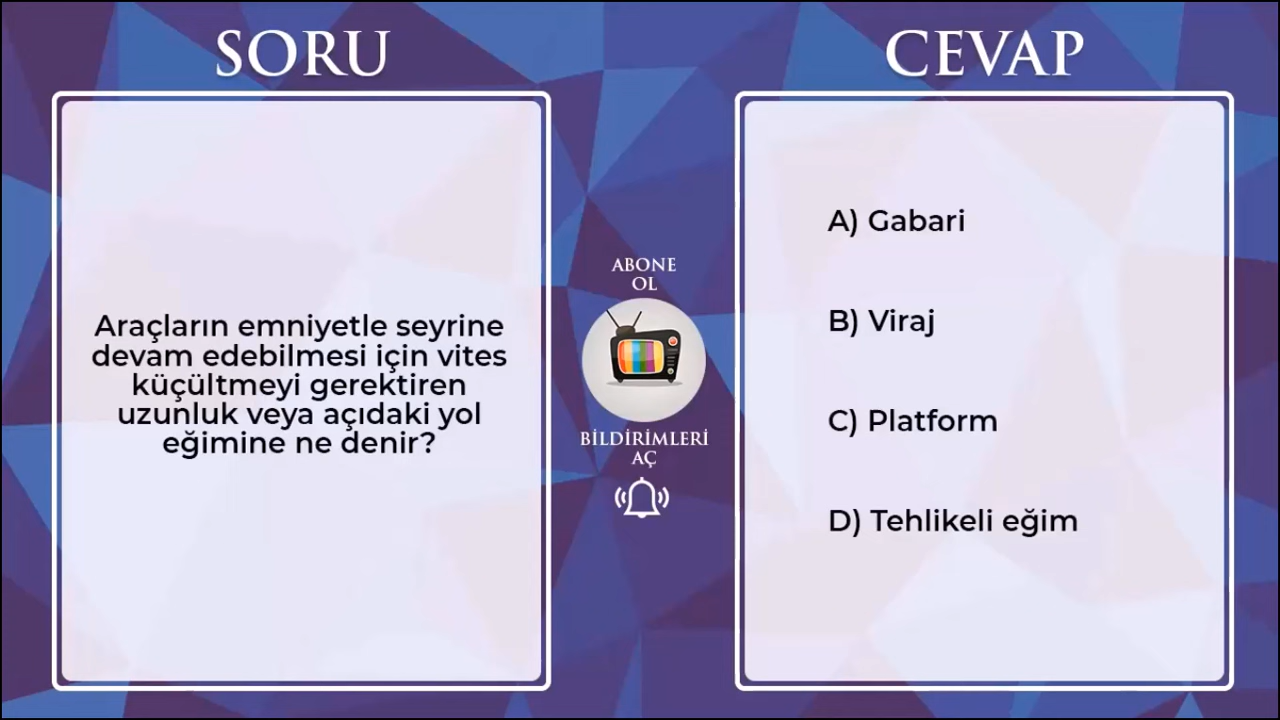 SORU
Araçların emniyetle seyrine
devam edebilmesi için vites
küçültmeyi gerektiren
uzunluk veya açıdaki yol
eğimine ne denir?
ABONE
OL
BİLDİRİMLERİ
AÇ
CEVAP
A) Gabari
B) Viraj
C) Platform
D) Tehlikeli eğim